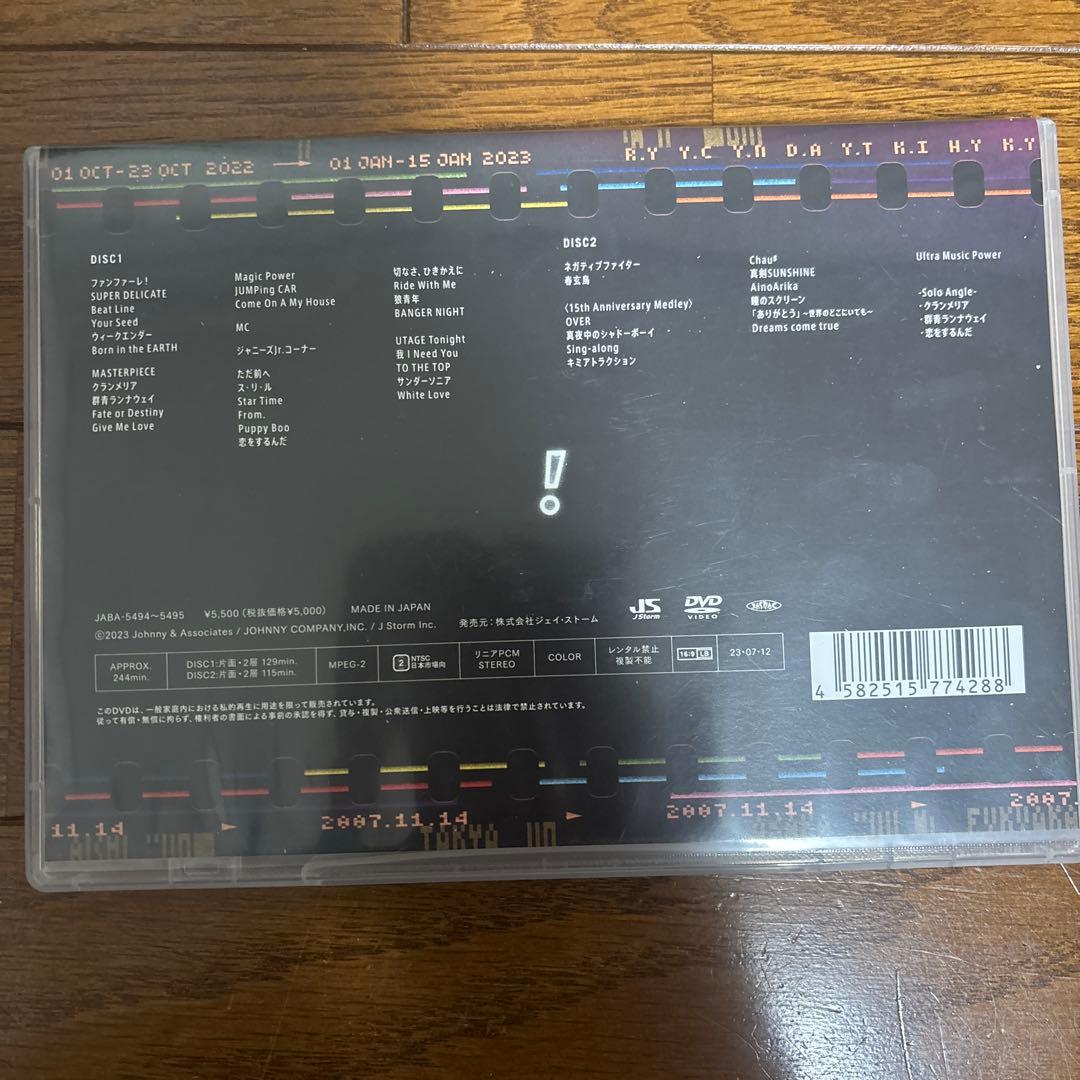 01 OCT-23 OCT 2022 → 01 JAN-15 JAN 2023
R.Y Y.C Y.N D.A Y.T K.I H.Y K.Y
DISC1
ファンファーレ!
SUPER DELICATE
Beat Line
Your Seed
ウィークエンダー
Born in the EARTH
MASTERPIECE
クランメリア
群青ランナウェイ
Fate or Destiny
Give Me Love
Magic Power
JUMPing CAR
Come On A My House
MC
ジャニーズJr.コーナー
ただ前へ
ス・リ・ル
Star Time
From.
Puppy Boo
恋をするんだ
切なさ、ひきかえに
Ride With Me
狼青年
BANGER NIGHT
UTAGE Tonight
我 I Need You
TO THE TOP
サンダーソニア
White Love
DISC2
ネガティブファイター
春玄鳥
〈15th Anniversary Medley〉
OVER
真夜中のシャドーボーイ
Sing-along
キミアトラクション
Chau#
真剣SUNSHINE
AinoArika
瞳のスクリーン
「ありがとう」~世界のどこにいても~
Dreams come true
Ultra Music Power
-Solo Angle-
・クランメリア
・群青ランナウェイ
・恋をするんだ
!
JABA-5494~5495 ¥5,500(税抜価格¥5,000) MADE IN JAPAN
©2023 Johnny & Associates / JOHNNY COMPANY,INC. / J Storm Inc. 発売元:株式会社ジェイ・ストーム
JS
J Storm
DVD
VIDEO
APPROX.
244min.
DISC1:片面・2層 129min.
DISC2:片面・2層 115min.
MPEG-2
2 NTSC
日本市場向
リニアPCM
STEREO
COLOR
レンタル禁止
複製不能
16:9 LB
23・07・12
4 582515 774288
このDVDは、一般家庭内における私的再生に用途を限って販売されています。
従って有償・無償に拘らず、権利者の書面による事前の承諾を得ず、貸与・複製・公衆送信・上映等を行うことは法律で禁止されています。
11.14 2007.11.14 2007.11.14 2007.